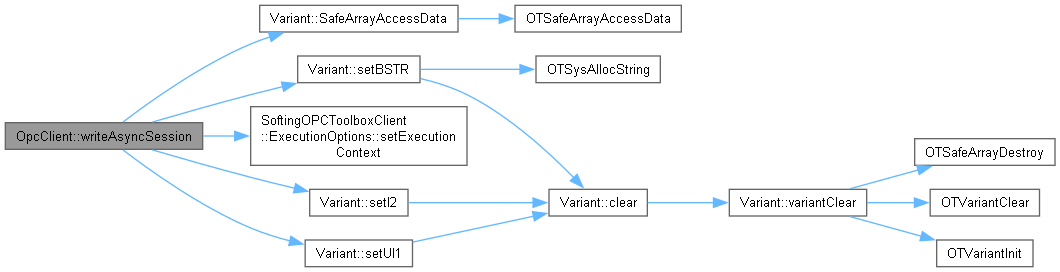 Variant::SafeArrayAccessData
OTSafeArrayAccessData
Variant::setBSTR
OTSysAllocString
OpcClient::writeAsyncSession
SoftingOPCToolboxClient
::ExecutionOptions::setExecution
Context
OTSafeArrayDestroy
Variant::setI2
Variant::clear
Variant::variantClear
OTVariantClear
Variant::setUI1
OTVariantInit